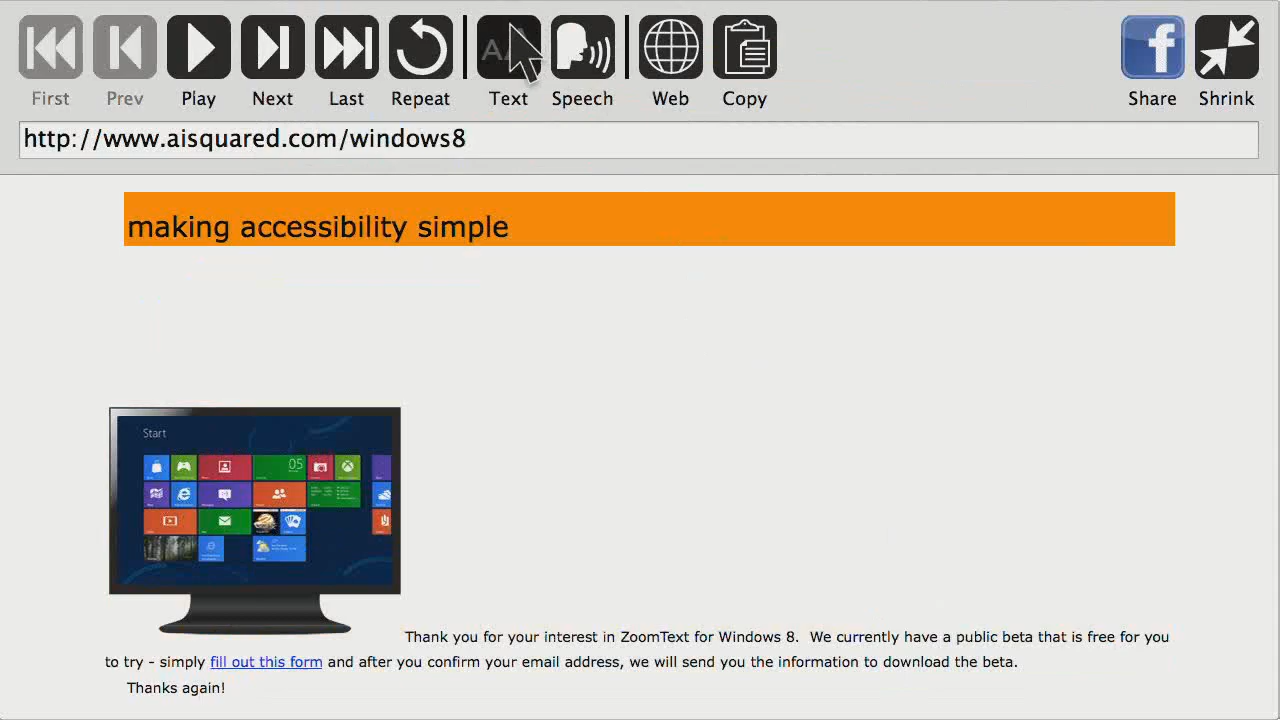 First Prev Play Next Last Repeat Text Speech Web Copy Share Shrink
http://www.aisquared.com/windows8
making accessibility simple
Start
05
Thank you for your interest in ZoomText for Windows 8.  We currently have a public beta that is free for you
to try - simply fill out this form and after you confirm your email address, we will send you the information to download the beta.
Thanks again!